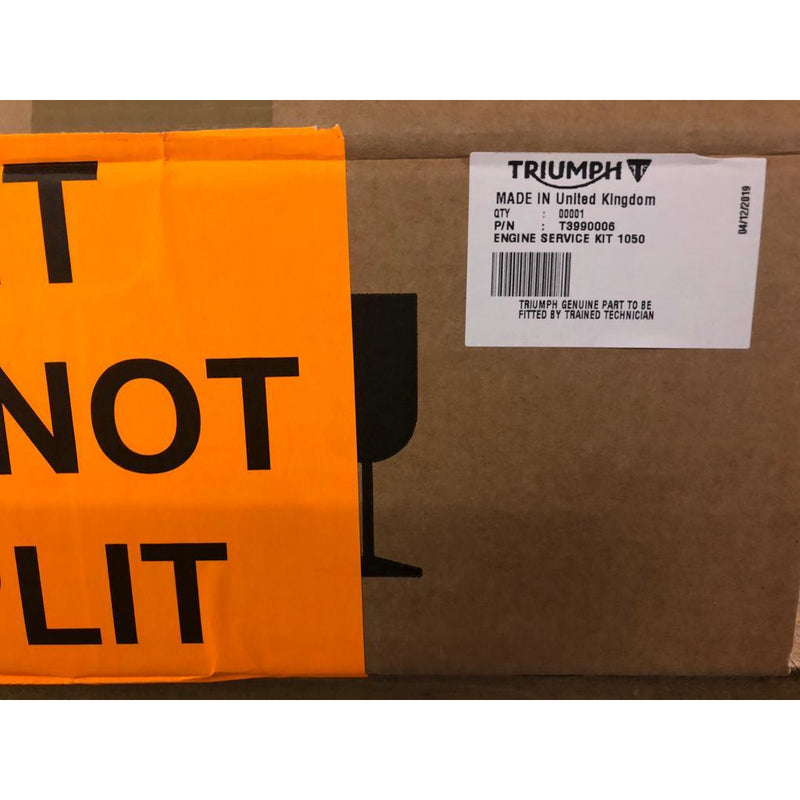 T
NOT
PLIT
TRIUMPH
MADE IN United Kingdom
QTY : 00001
P/N : T3990006
ENGINE SERVICE KIT 1050
TRIUMPH GENUINE PART TO BE
FITTED BY TRAINED TECHNICIAN
04/12/2019